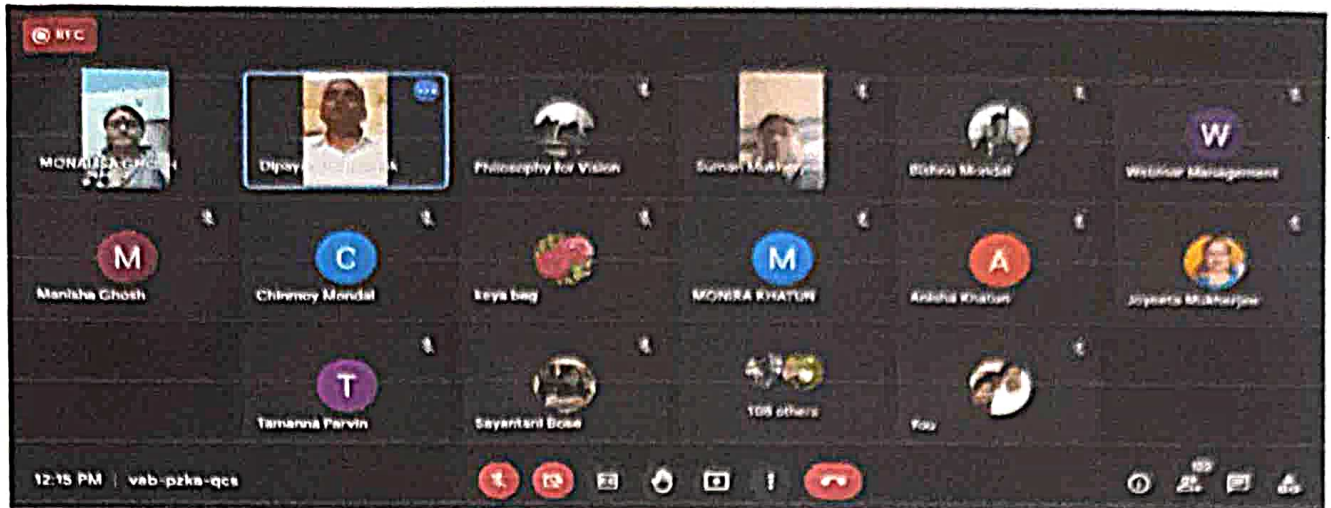 REC
MONALISA GHOSH
Philosophy for Vision
Suman
Bishnu Mondal
W
Webinar Management
M
Manisha Ghosh
C
Chinmoy Mondal
keya bag
M
MONIRA KHATUN
A
Anisha Khatun
Joyeeta Mukherjee
T
Tamanna Parvin
Sayantani Bose
108 others
You
12:15 PM | vab-pzka-qcs